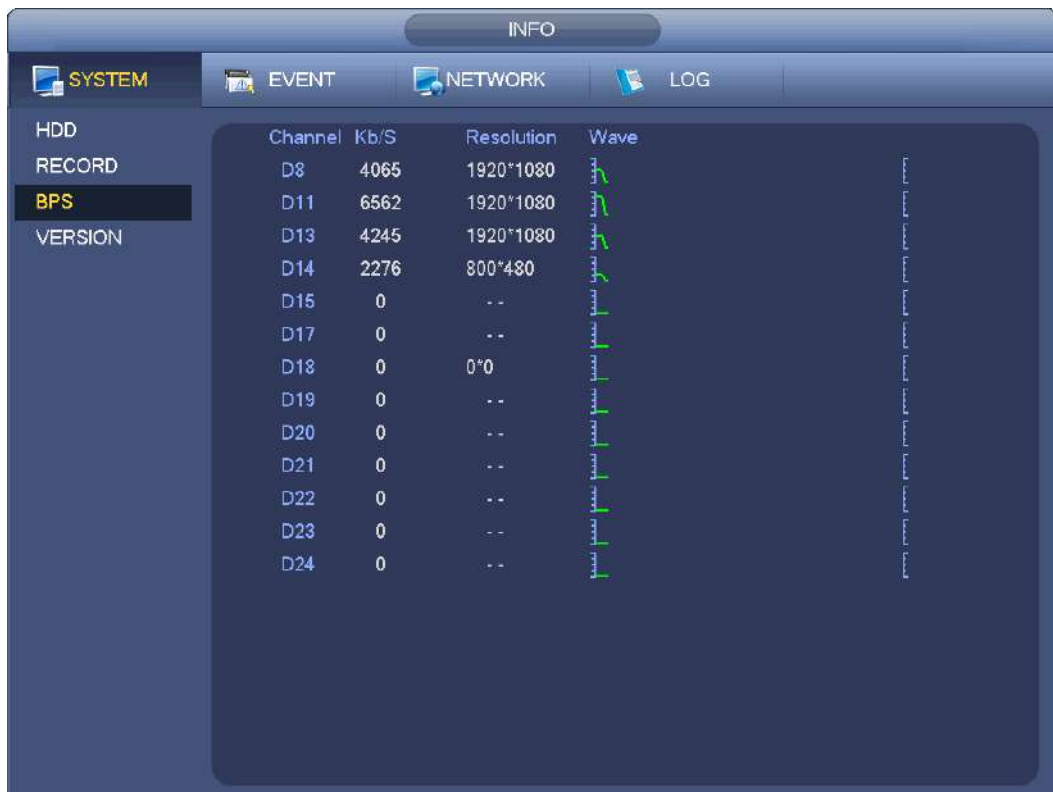 INFO
SYSTEM EVENT NETWORK LOG
HDD
RECORD
BPS
VERSION
Channel Kb/S Resolution Wave
D8 4065 1920*1080
D11 6562 1920*1080
D13 4245 1920*1080
D14 2276 800*480
D15 0 - -
D17 0 - -
D18 0 0*0
D19 0 - -
D20 0 - -
D21 0 - -
D22 0 - -
D23 0 - -
D24 0 - -